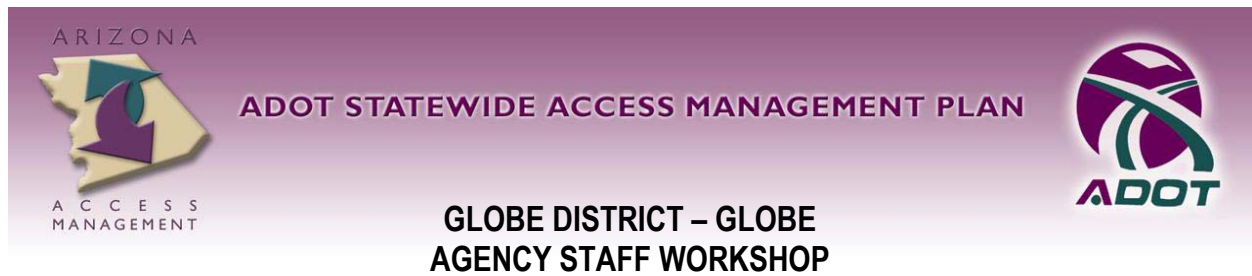 ARIZONA
ACCESS
MANAGEMENT
ADOT STATEWIDE ACCESS MANAGEMENT PLAN
ADOT
GLOBE DISTRICT – GLOBE
AGENCY STAFF WORKSHOP